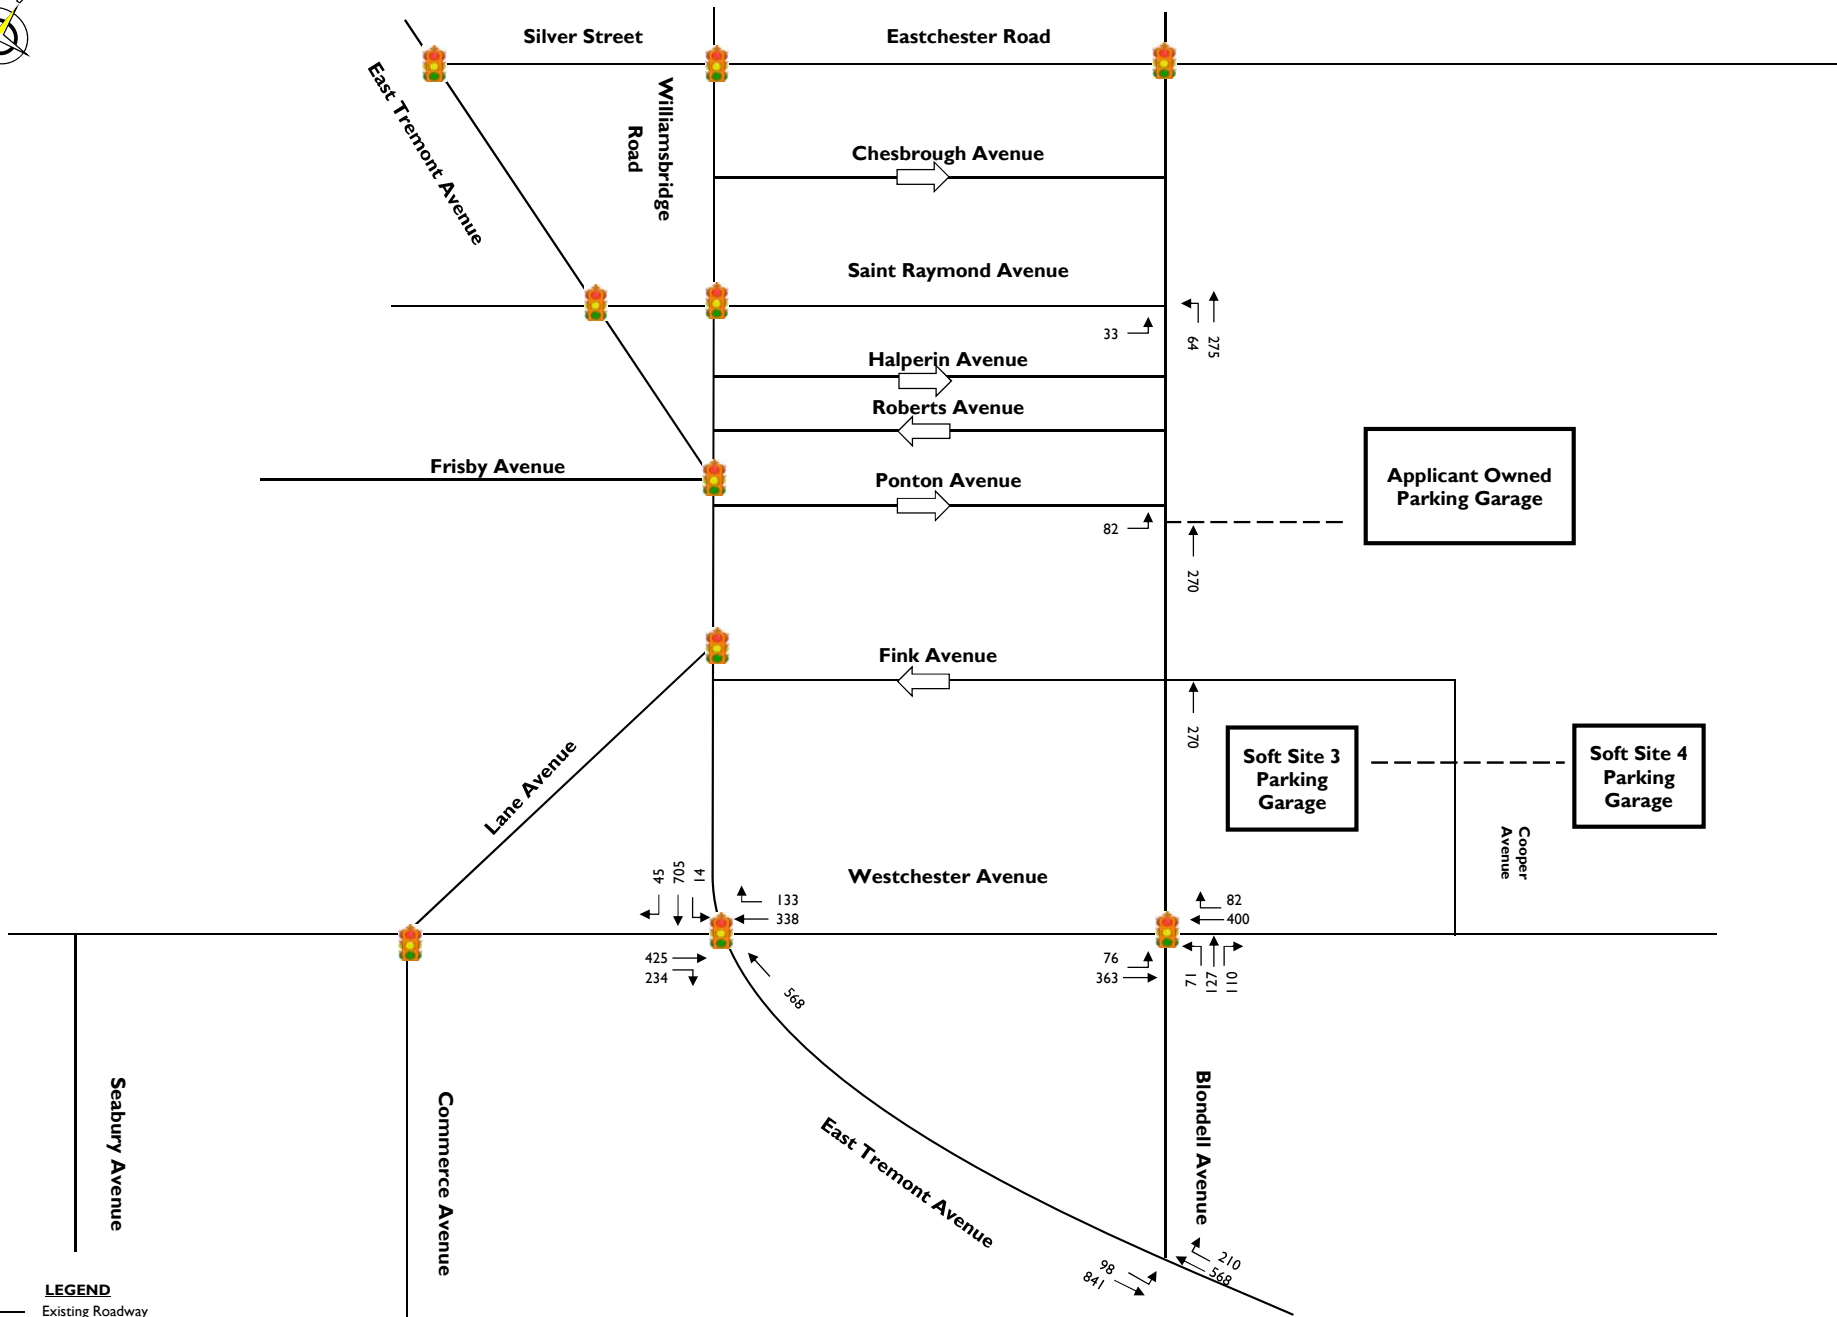 Silver Street
Eastchester Road
East Tremont Avenue
Williamsbridge
Road
Chesbrough Avenue
Saint Raymond Avenue
33
64
275
Halperin Avenue
Roberts Avenue
Frisby Avenue
Ponton Avenue
82
270
Applicant Owned
Parking Garage
Fink Avenue
270
Soft Site 3
Parking
Garage
Soft Site 4
Parking
Garage
Lane Avenue
Cooper
Avenue
Westchester Avenue
45
705
14
133
338
82
400
425
234
568
76
363
71
127
110
Seabury Avenue
Commerce Avenue
East Tremont Avenue
Blondell Avenue
98
841
210
568
LEGEND
Existing Roadway